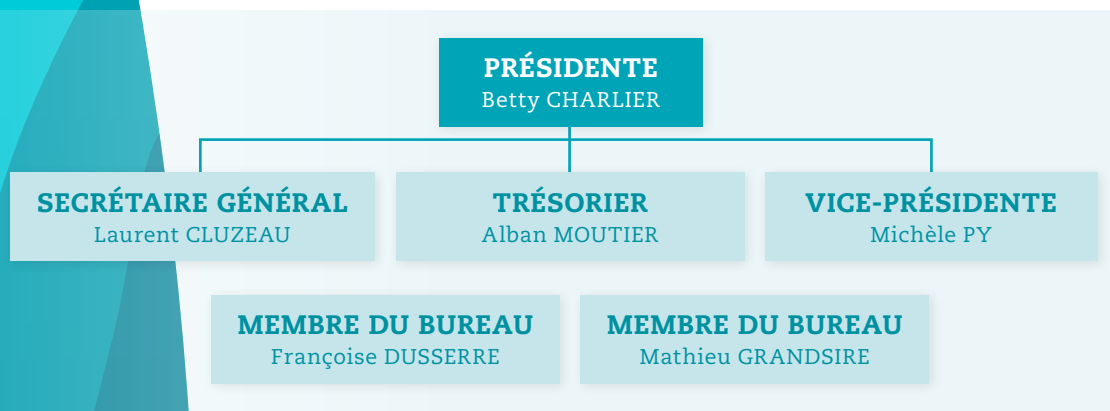 PRÉSIDENTE
Betty CHARLIER
SECRÉTAIRE GÉNÉRAL
Laurent CLUZEAU
TRÉSORIER
Alban MOUTIER
VICE-PRÉSIDENTE
Michèle PY
MEMBRE DU BUREAU
Françoise DUSSERRE
MEMBRE DU BUREAU
Mathieu GRANDSIRE